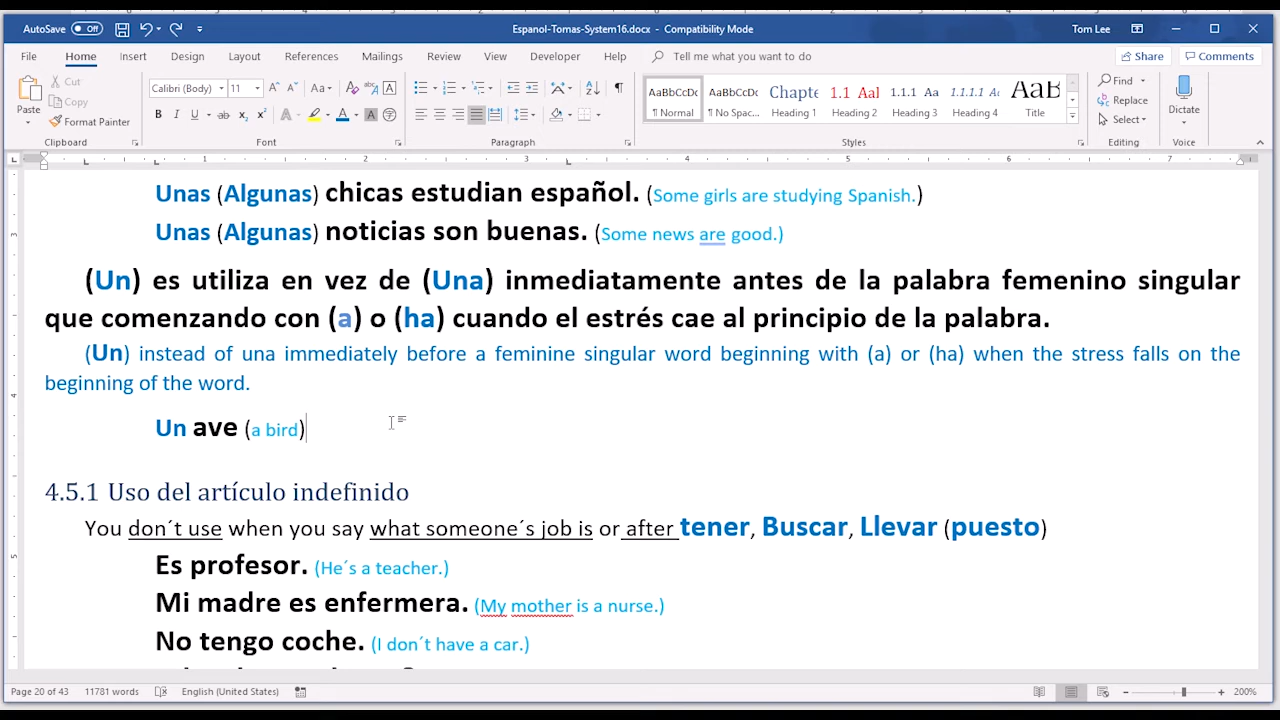 AutoSave Off Espanol-Tomas-System16.docx - Compatibility Mode Tom Lee
File Home Insert Design Layout References Mailings Review View Developer Help Tell me what you want to do Share Comments
Paste Cut Copy Format Painter
Calibri (Body) 11
AaBbCcDc AaBbCcDc Chapte 1.1 Aal 1.1.1 Aa 1.1.1.1 Aa AaB
¶ Normal ¶ No Spac... Heading 1 Heading 2 Heading 3 Heading 4 Title
Find Replace Select Dictate
Clipboard Font Paragraph Styles Editing Voice
1 2 3 4 5 6 7
Unas (Algunas) chicas estudian español. (Some girls are studying Spanish.)
Unas (Algunas) noticias son buenas. (Some news are good.)
(Un) es utiliza en vez de (Una) inmediatamente antes de la palabra femenino singular
que comenzando con (a) o (ha) cuando el estrés cae al principio de la palabra.
(Un) instead of una immediately before a feminine singular word beginning with (a) or (ha) when the stress falls on the
beginning of the word.
Un ave (a bird)
4.5.1 Uso del artículo indefinido
You don´t use when you say what someone´s job is or after tener, Buscar, Llevar (puesto)
Es profesor. (He´s a teacher.)
Mi madre es enfermera. (My mother is a nurse.)
No tengo coche. (I don´t have a car.)
Page 20 of 43 11781 words English (United States) 200%